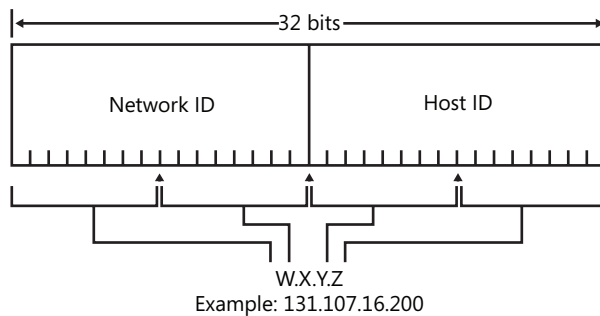 32 bits
Network ID
Host ID
W.X.Y.Z
Example: 131.107.16.200